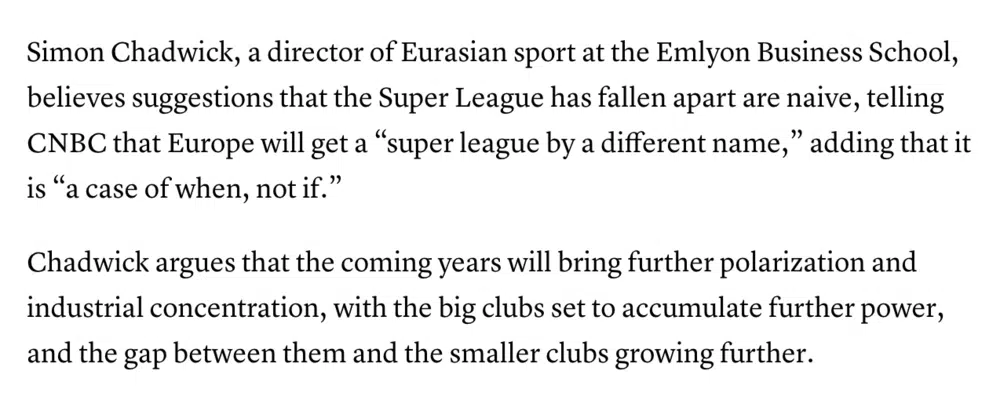 Simon Chadwick, a director of Eurasian sport at the Emlyon Business School,
believes suggestions that the Super League has fallen apart are naive, telling
CNBC that Europe will get a “super league by a different name,” adding that it
is “a case of when, not if.”
Chadwick argues that the coming years will bring further polarization and
industrial concentration, with the big clubs set to accumulate further power,
and the gap between them and the smaller clubs growing further.